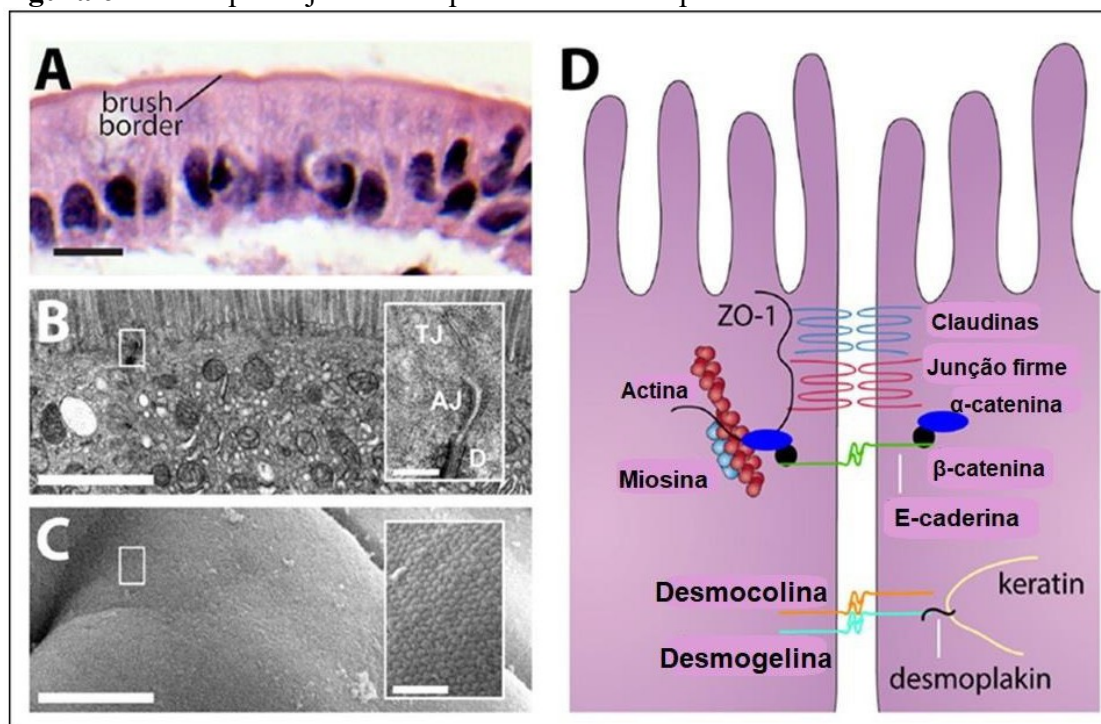 A
brush
border
B
TJ
AJ
D
C
D
ZO-1
Claudinas
Junção firme
Actina
α-catenina
Miosina
β-catenina
E-caderina
Desmocolina
keratin
Desmogelina
desmoplakin